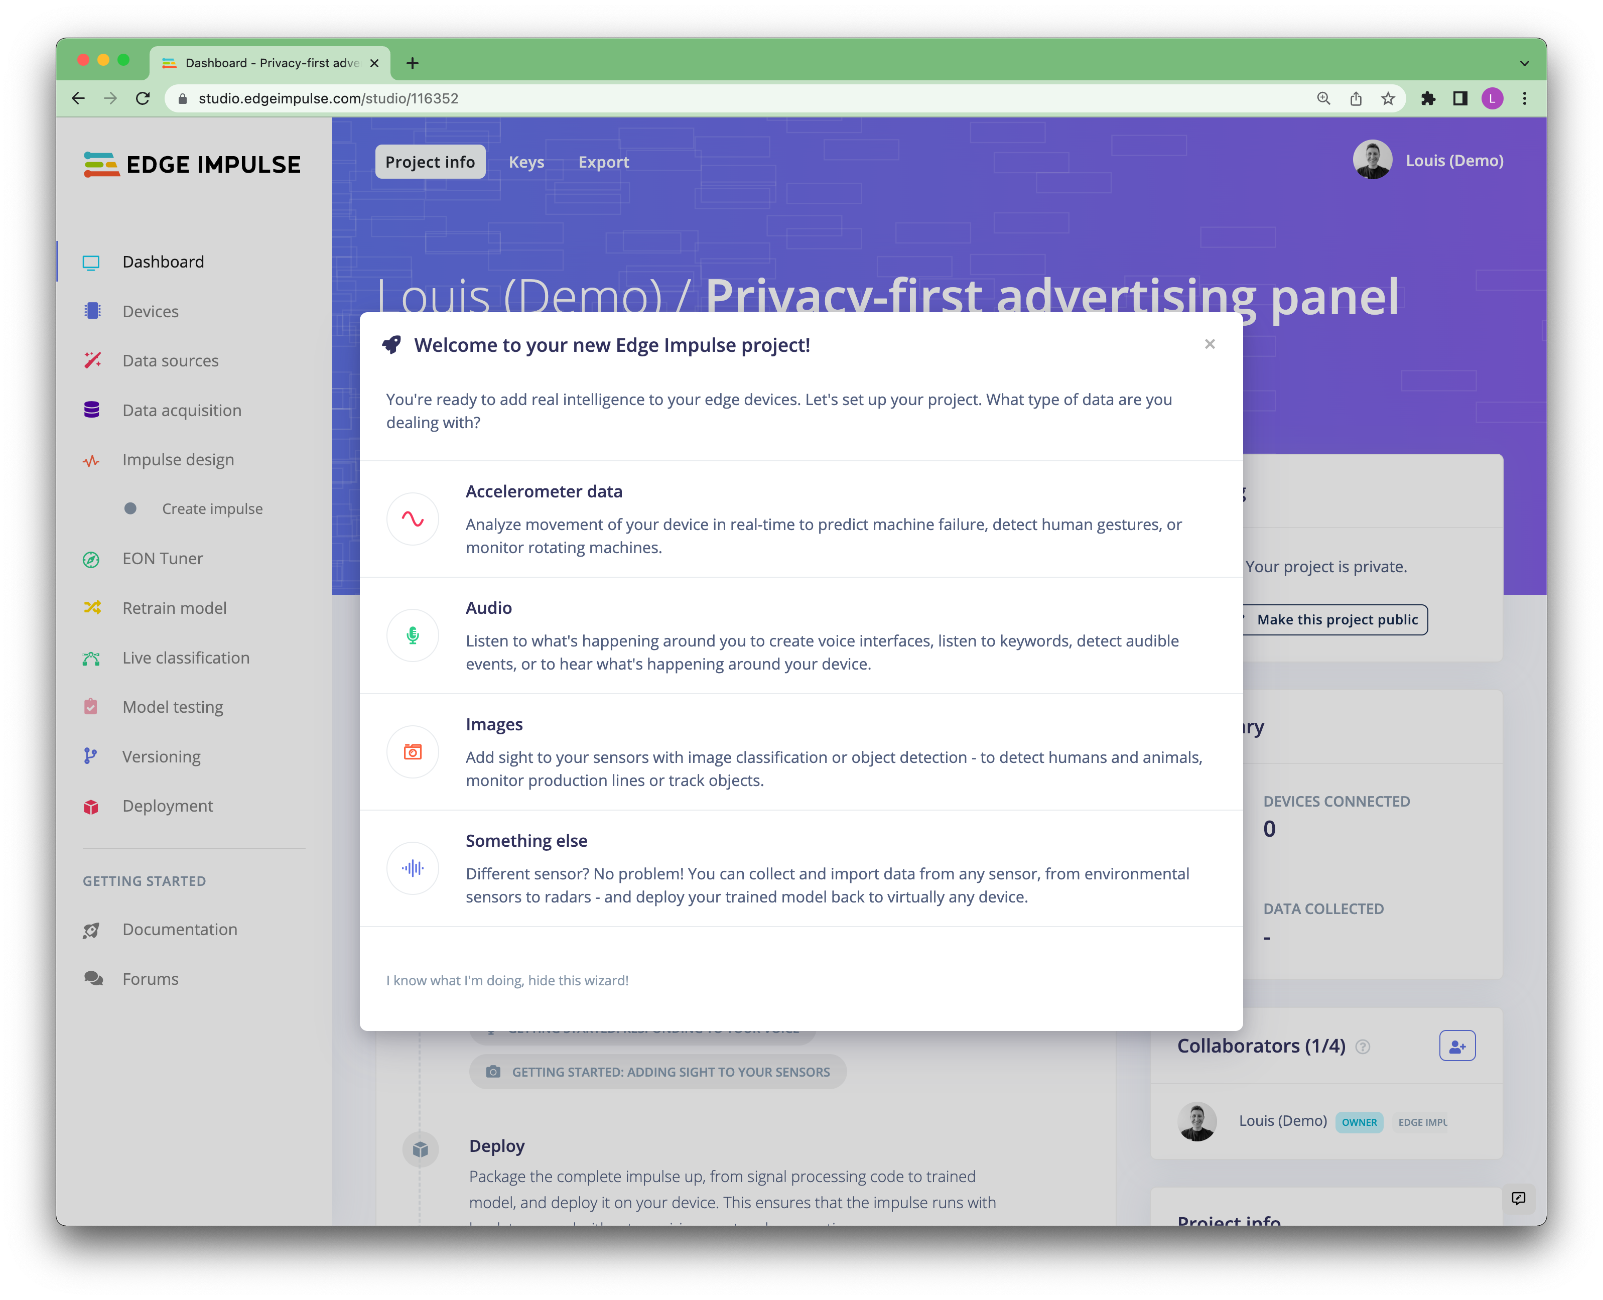 Dashboard - Privacy-first adve
studio.edgeimpulse.com/studio/116352
L
EDGE IMPULSE
Project info
Keys
Export
Louis (Demo)
Dashboard
Devices
Data sources
Data acquisition
Impulse design
Create impulse
EON Tuner
Retrain model
Live classification
Model testing
Versioning
Deployment
GETTING STARTED
Documentation
Forums
Louis (Demo) / Privacy-first advertising panel
Welcome to your new Edge Impulse project!
You're ready to add real intelligence to your edge devices. Let's set up your project. What type of data are you
dealing with?
Accelerometer data
Analyze movement of your device in real-time to predict machine failure, detect human gestures, or
monitor rotating machines.
Audio
Listen to what's happening around you to create voice interfaces, listen to keywords, detect audible
events, or to hear what's happening around your device.
Images
Add sight to your sensors with image classification or object detection - to detect humans and animals,
monitor production lines or track objects.
Something else
Different sensor? No problem! You can collect and import data from any sensor, from environmental
sensors to radars - and deploy your trained model back to virtually any device.
I know what I'm doing, hide this wizard!
Your project is private.
Make this project public
ry
DEVICES CONNECTED
0
DATA COLLECTED
-
GETTING STARTED: RESPONDING TO YOUR VOICE
GETTING STARTED: ADDING SIGHT TO YOUR SENSORS
Deploy
Package the complete impulse up, from signal processing code to trained
model, and deploy it on your device. This ensures that the impulse runs with
Collaborators (1/4)
Louis (Demo) OWNER EDGE IMPU
Project info